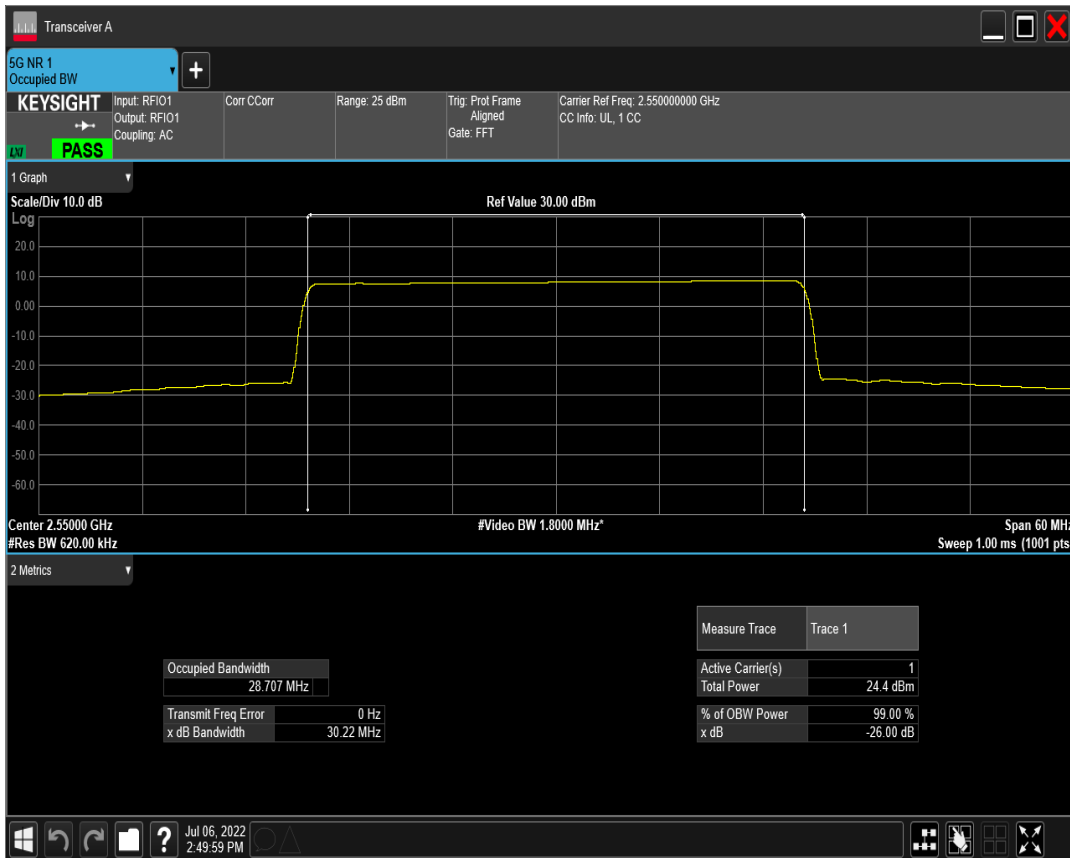 Transceiver A
5G NR 1
Occupied BW
KEYSIGHT
LXI
PASS
Input: RFIO1
Output: RFIO1
Coupling: AC
Corr CCorr
Range: 25 dBm
Trig: Prot Frame
Aligned
Gate: FFT
Carrier Ref Freq: 2.550000000 GHz
CC Info: UL, 1 CC
1 Graph
Scale/Div 10.0 dB
Ref Value 30.00 dBm
Log
20.0
10.0
0.00
-10.0
-20.0
-30.0
-40.0
-50.0
-60.0
Center 2.55000 GHz
#Video BW 1.8000 MHz*
Span 60 MHz
#Res BW 620.00 kHz
Sweep 1.00 ms (1001 pts
2 Metrics
Measure Trace Trace 1
Occupied Bandwidth
28.707 MHz
Active Carrier(s) 1
Total Power 24.4 dBm
Transmit Freq Error 0 Hz
x dB Bandwidth 30.22 MHz
% of OBW Power 99.00 %
x dB -26.00 dB
?
Jul 06, 2022
2:49:59 PM